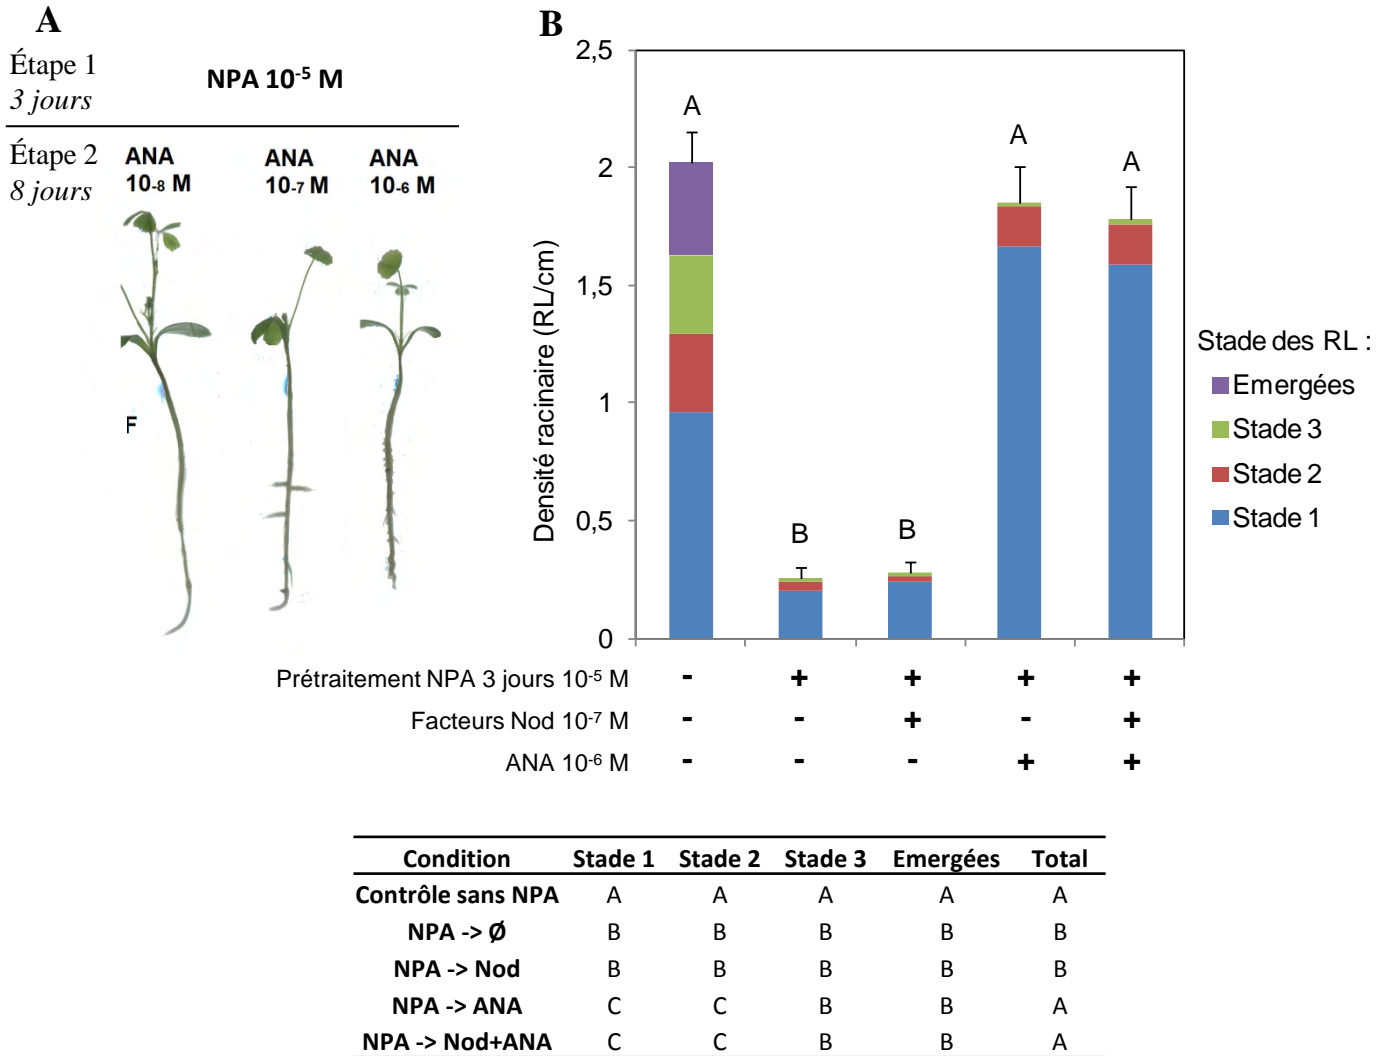 A
Étape 1
3 jours
NPA 10-5 M
Étape 2
8 jours
ANA
10-8 M
ANA
10-7 M
ANA
10-6 M
F
B
Densité racinaire (RL/cm)
2,5
2
1,5
1
0,5
0
A
B
B
A
A
Stade des RL :
Emergées
Stade 3
Stade 2
Stade 1
Prétraitement NPA 3 jours 10-5 M - + + + +
Facteurs Nod 10-7 M - - + - +
ANA 10-6 M - - - + +
Condition Stade 1 Stade 2 Stade 3 Emergées Total
Contrôle sans NPA A A A A A
NPA -> Ø B B B B B
NPA -> Nod B B B B B
NPA -> ANA C C B B A
NPA -> Nod+ANA C C B B A